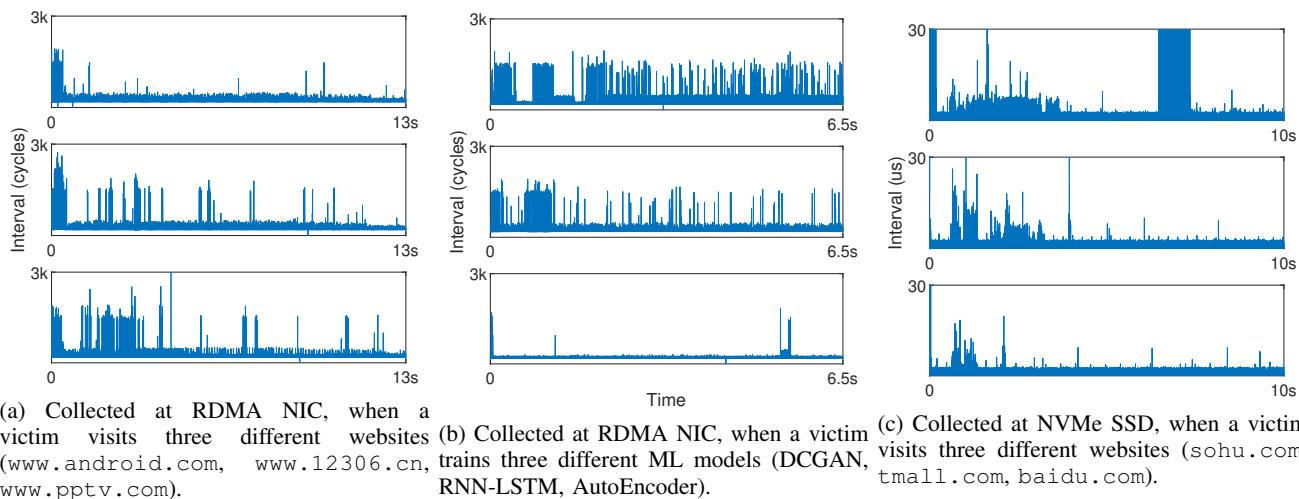 3k
0
13s
3k
0
13s
3k
0
13s
Interval (cycles)
(a) Collected at RDMA NIC, when a
victim visits three different websites
(www.android.com, www.12306.cn,
www.pptv.com).
3k
0
6.5s
3k
0
6.5s
3k
0
6.5s
Interval (cycles)
Time
(b) Collected at RDMA NIC, when a victim
trains three different ML models (DCGAN,
RNN-LSTM, AutoEncoder).
30
0
10s
30
0
10s
30
0
10s
Interval (us)
(c) Collected at NVMe SSD, when a victim
visits three different websites (sohu.com
tmall.com, baidu.com).